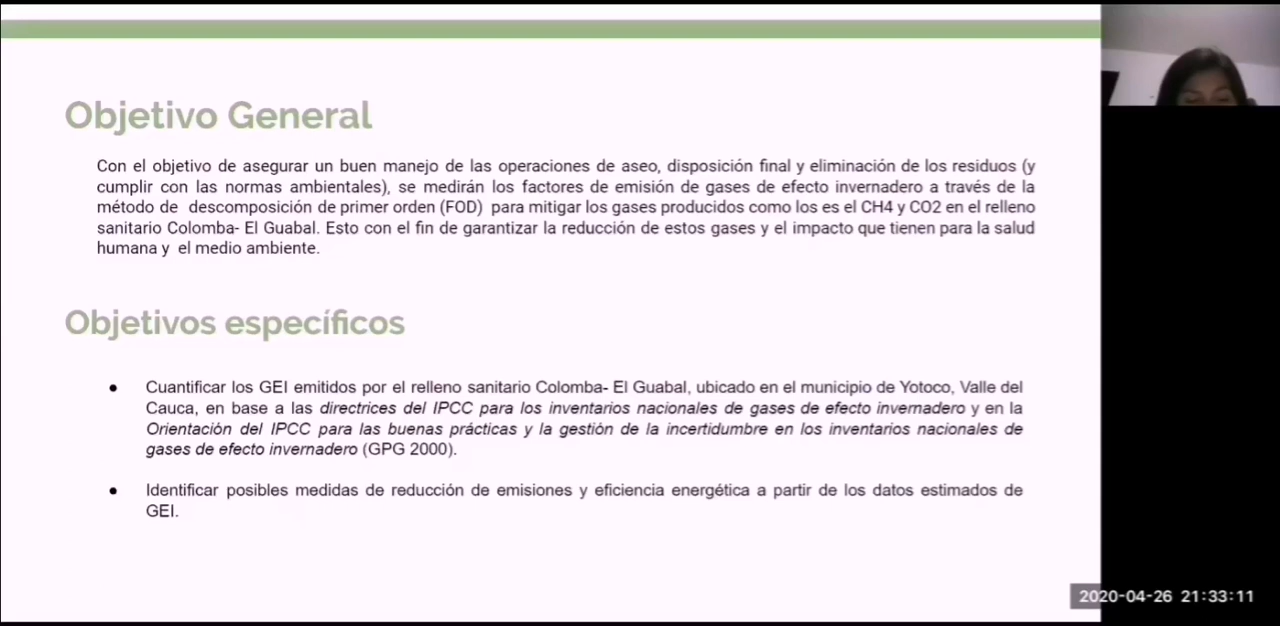 Objetivo General
Con el objetivo de asegurar un buen manejo de las operaciones de aseo, disposición final y eliminación de los residuos (y
cumplir con las normas ambientales), se medirán los factores de emisión de gases de efecto invernadero a través de la
método de descomposición de primer orden (FOD) para mitigar los gases producidos como los es el CH4 y CO2 en el relleno
sanitario Colomba- El Guabal. Esto con el fin de garantizar la reducción de estos gases y el impacto que tienen para la salud
humana y el medio ambiente.
Objetivos específicos
● Cuantificar los GEI emitidos por el relleno sanitario Colomba- El Guabal, ubicado en el municipio de Yotoco, Valle del
Cauca, en base a las directrices del IPCC para los inventarios nacionales de gases de efecto invernadero y en la
Orientación del IPCC para las buenas prácticas y la gestión de la incertidumbre en los inventarios nacionales de
gases de efecto invernadero (GPG 2000).
● Identificar posibles medidas de reducción de emisiones y eficiencia energética a partir de los datos estimados de
GEI.
2020-04-26 21:33:11